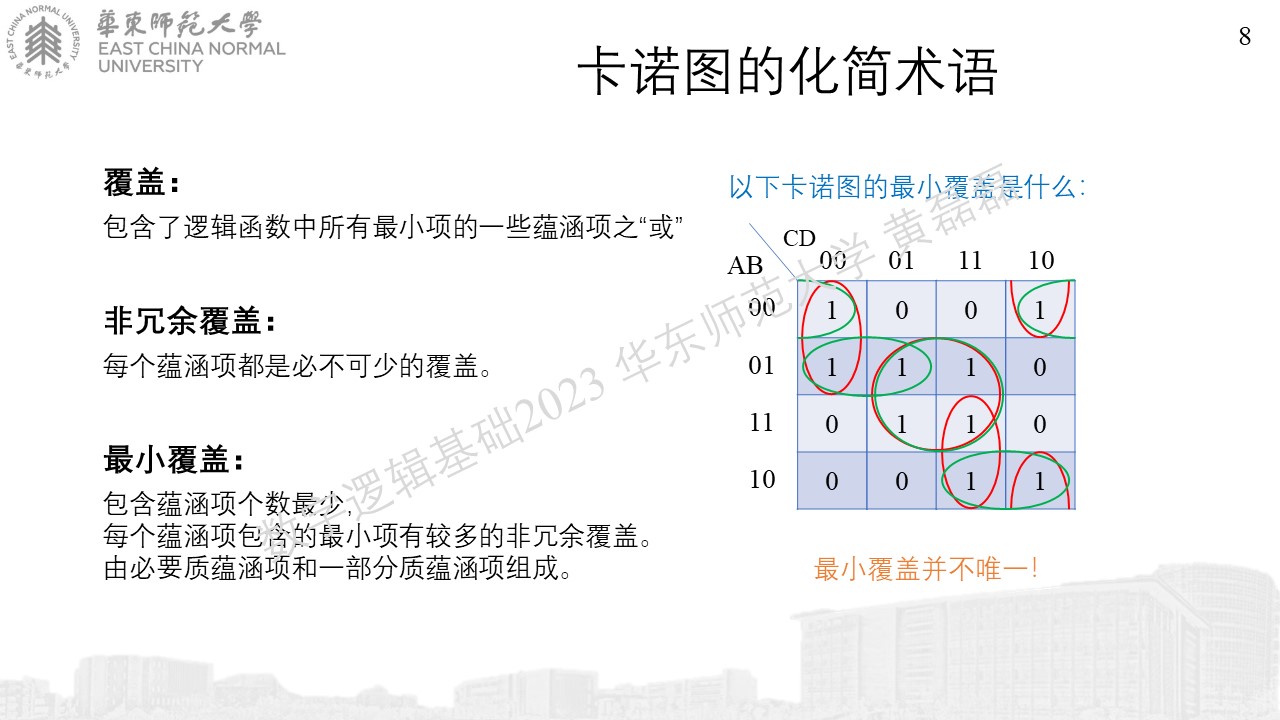 華東師範大學
EAST CHINA NORMAL
UNIVERSITY
EAST CHINA NORMAL UNIVERSITY
華東師範大學
8
卡诺图的化简术语
覆盖：
包含了逻辑函数中所有最小项的一些蕴涵项之“或”
非冗余覆盖：
每个蕴涵项都是必不可少的覆盖。
最小覆盖：
包含蕴涵项个数最少，
每个蕴涵项包含的最小项有较多的非冗余覆盖。
由必要质蕴涵项和一部分质蕴涵项组成。
以下卡诺图的最小覆盖是什么：
CD
AB
00 01 11 10
00 1 0 0 1
01 1 1 1 0
11 0 1 1 0
10 0 0 1 1
最小覆盖并不唯一！
数字逻辑基础2023 华东师范大学 黄磊磊